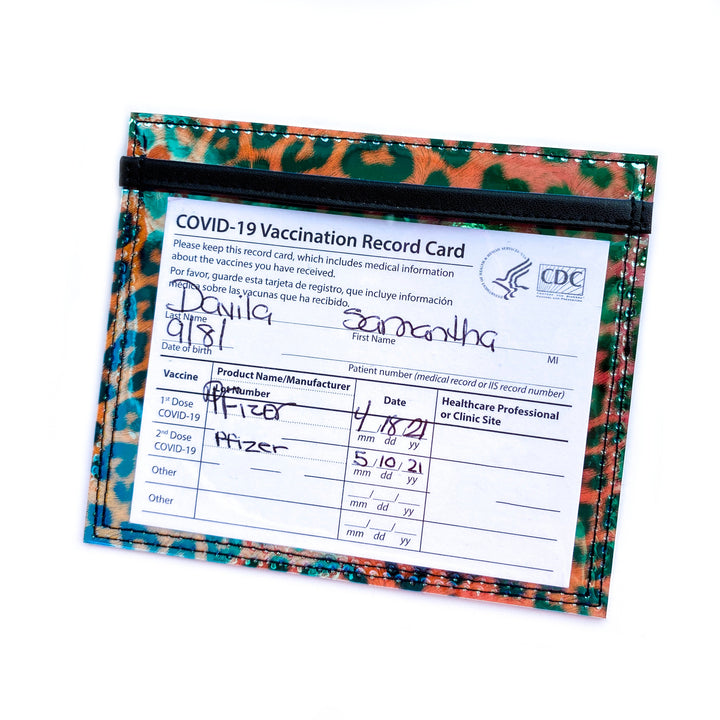 COVID-19 Vaccination Record Card
Please keep this record card, which includes medical information
about the vaccines you have received.
Por favor, guarde esta tarjeta de registro, que incluye información
médica sobre las vacunas que ha recibido.
CDC
Davila Samantha
Last Name First Name MI
9/8/
Date of birth Patient number (medical record or IIS record number)
Vaccine Product Name/Manufacturer Date Healthcare Professional
Lot Number or Clinic Site
1st Dose Pfizer 4/18/21
COVID-19 mm dd yy
2nd Dose Pfizer 5/10/21
COVID-19 mm dd yy
Other / /
mm dd yy
Other / /
mm dd yy